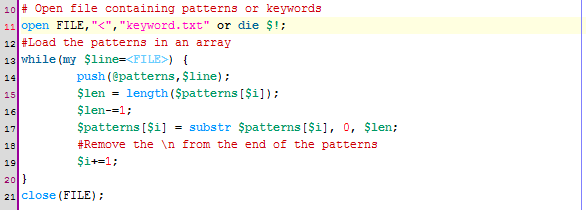 10 # Open file containing patterns or keywords
11 open FILE,"<","keyword.txt" or die $!;
12 #Load the patterns in an array
13 while(my $line=<FILE>) {
14 push(@patterns,$line);
15 $len = length($patterns[$i]);
16 $len-=1;
17 $patterns[$i] = substr $patterns[$i], 0, $len;
18 #Remove the \n from the end of the patterns
19 $i+=1;
20 }
21 close(FILE);